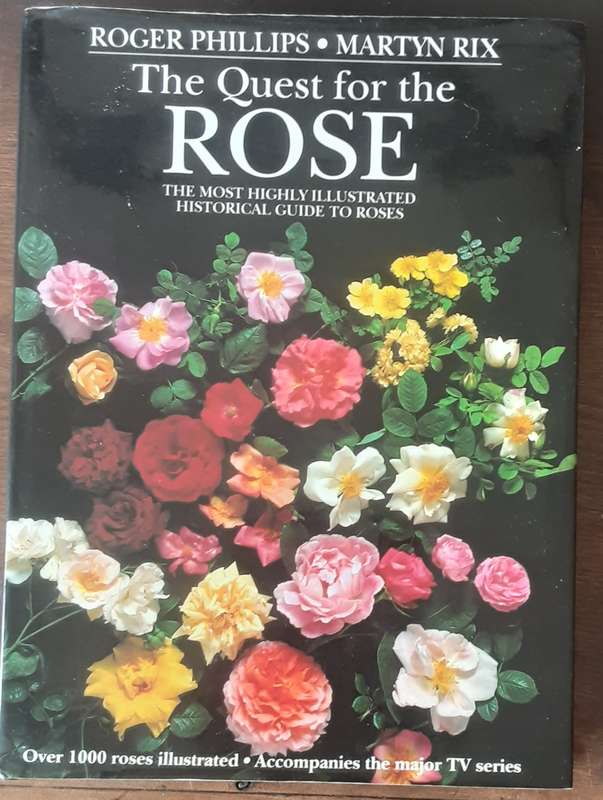 ROGER PHILLIPS • MARTYN RIX
The Quest for the
ROSE
THE MOST HIGHLY ILLUSTRATED
HISTORICAL GUIDE TO ROSES
Over 1000 roses illustrated • Accompanies the major TV series